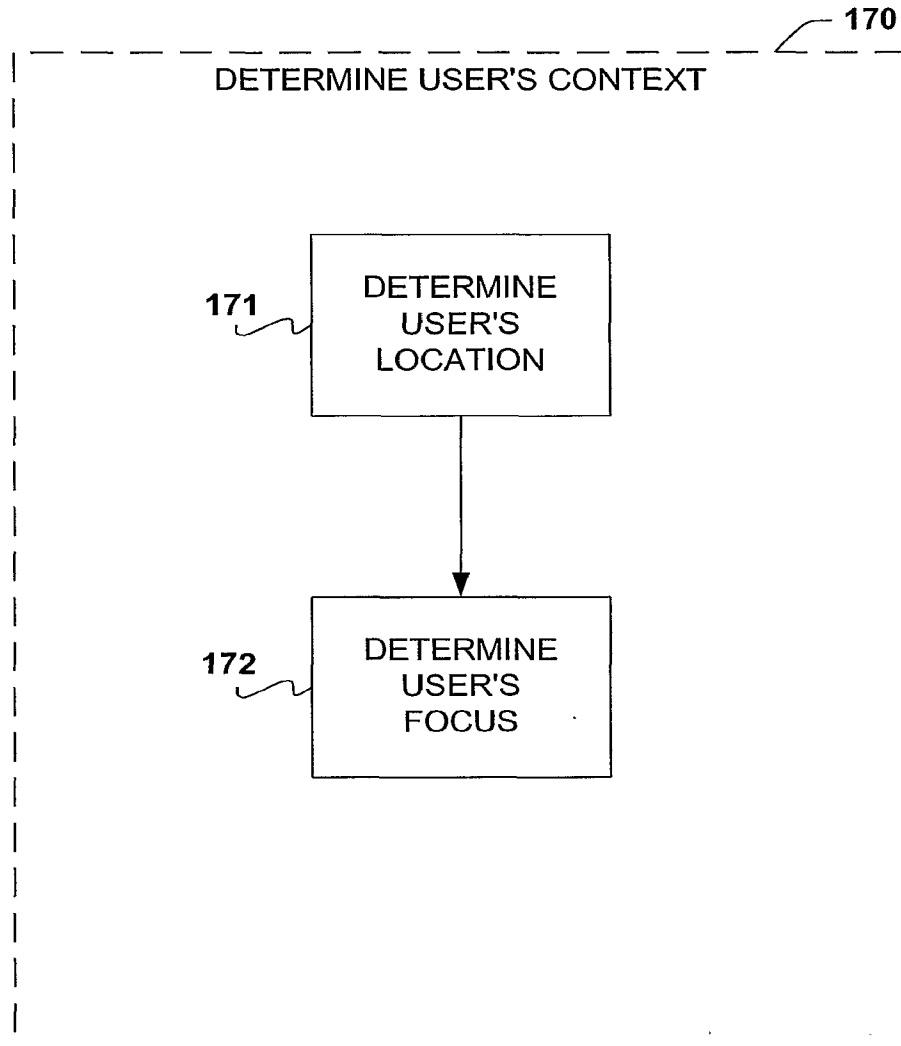 170
DETERMINE USER'S CONTEXT
171
DETERMINE
USER'S
LOCATION
172
DETERMINE
USER'S
FOCUS